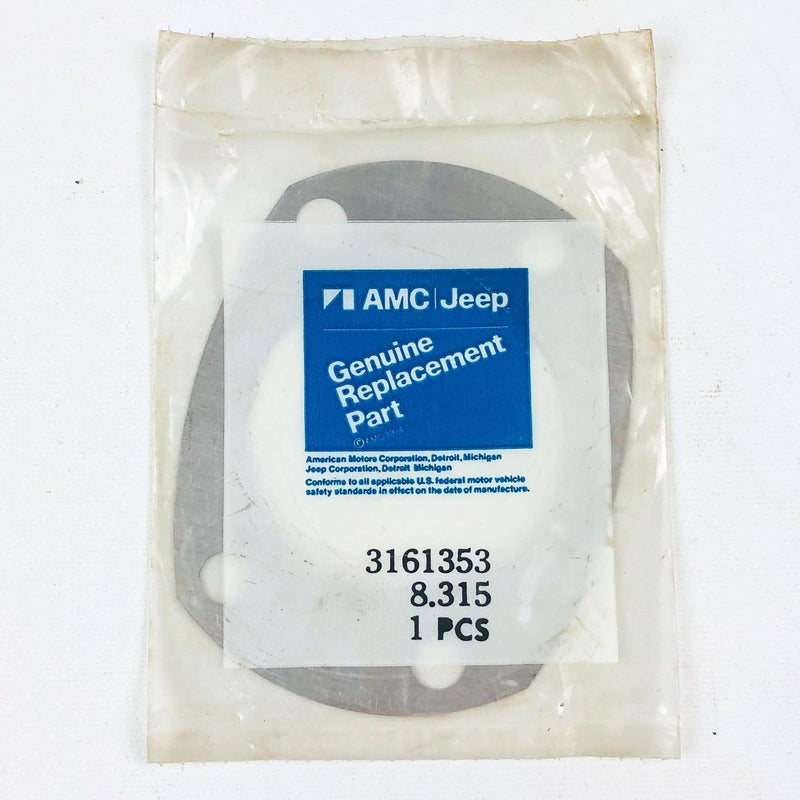 AMC|Jeep
Genuine
Replacement
Part
American Motors Corporation, Detroit, Michigan
Jeep Corporation, Detroit Michigan
Conforms to all applicable U.S. federal motor vehicle
safety standards in effect on the date of manufacture.
3161353
8.315
1 PCS